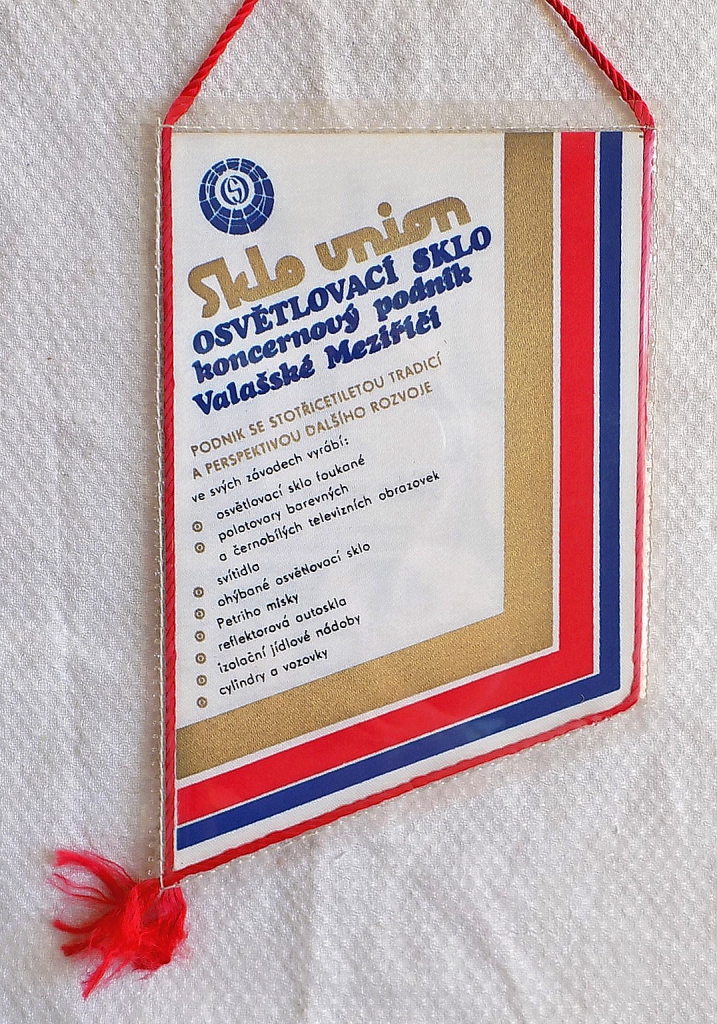 Sklo union
OSVĚTLOVACÍ SKLO
koncernový podnik
Valašské Meziříčí
PODNIK SE STOTŘICETILETOU TRADICÍ
A PERSPEKTIVOU ĎALŠÍHO ROZVOJE
ve svých závodech vyrábí:
osvětlovací sklo foukané
polotovary barevných
a černobílých televizních obrazovek
svítidla
ohýbané osvětlovací sklo
Petriho misky
reflektorová autoskla
izolační jídlové nádoby
cylindry a vozovky